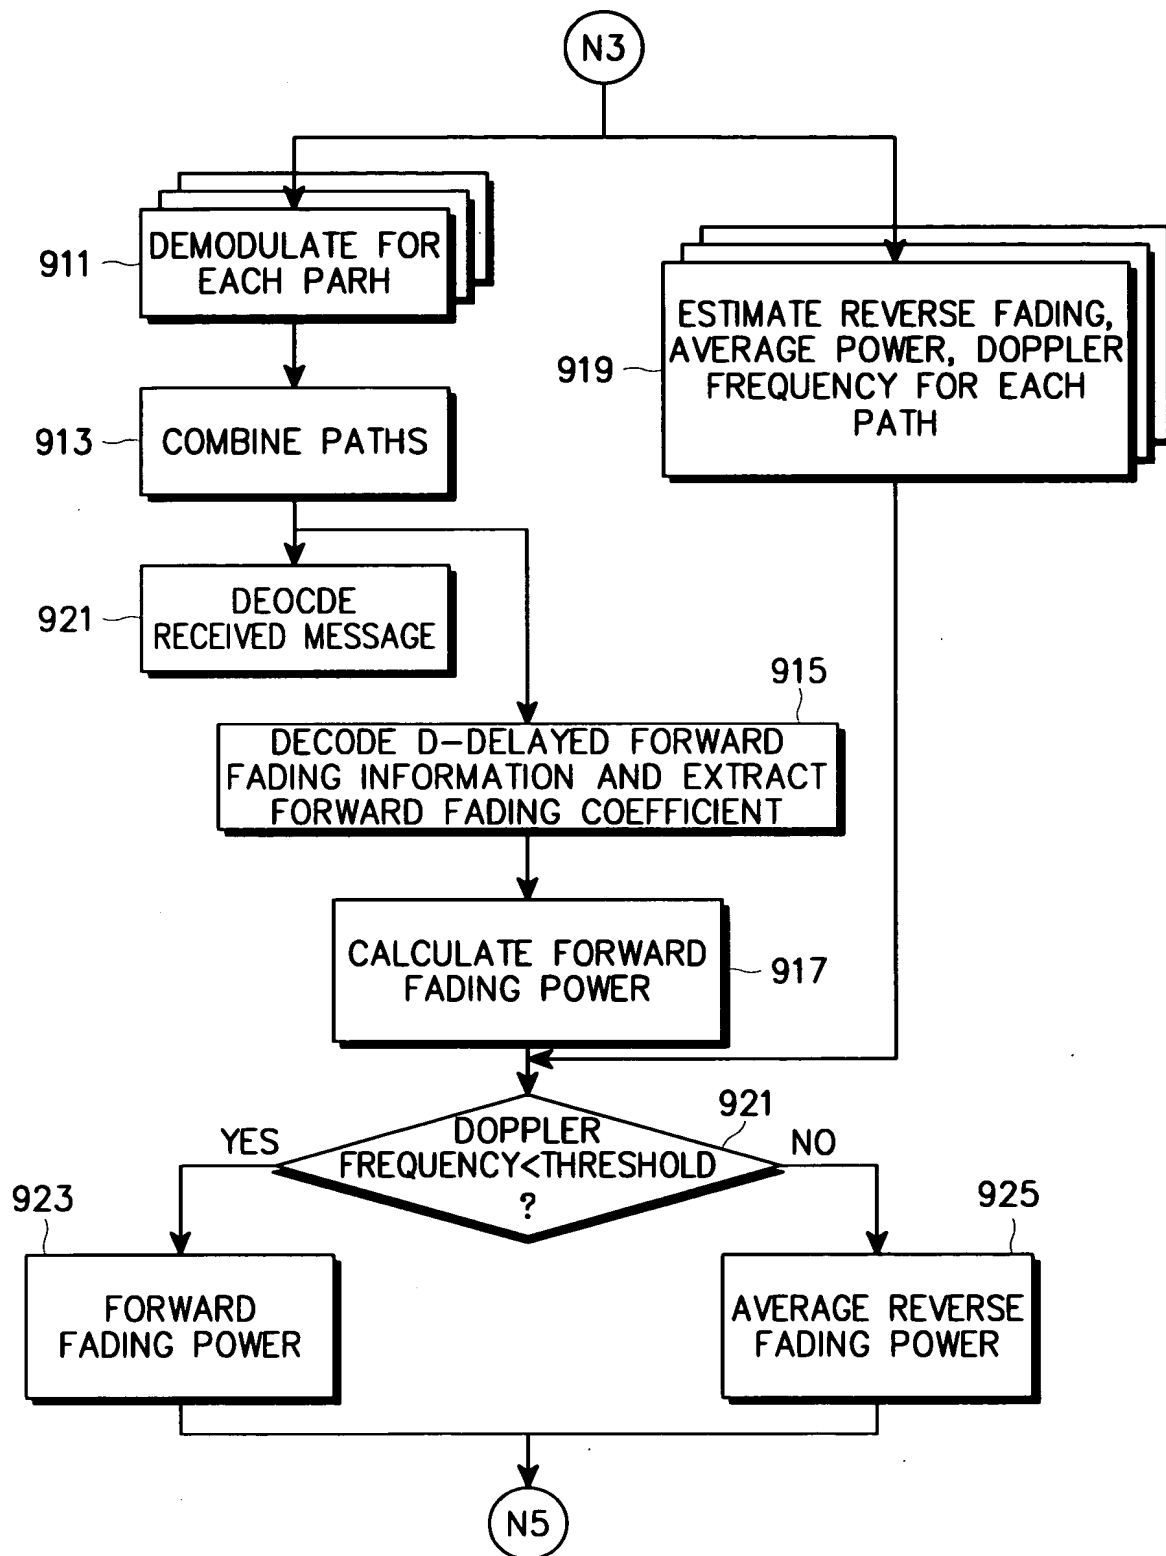 N3
911
DEMODULATE FOR
EACH PARH
919
ESTIMATE REVERSE FADING,
AVERAGE POWER, DOPPLER
FREQUENCY FOR EACH
PATH
913
COMBINE PATHS
921
DEOCDE
RECEIVED MESSAGE
915
DECODE D-DELAYED FORWARD
FADING INFORMATION AND EXTRACT
FORWARD FADING COEFFICIENT
CALCULATE FORWARD
FADING POWER
917
921
YES
DOPPLER
FREQUENCY<THRESHOLD
?
NO
923
FORWARD
FADING POWER
925
AVERAGE REVERSE
FADING POWER
N5